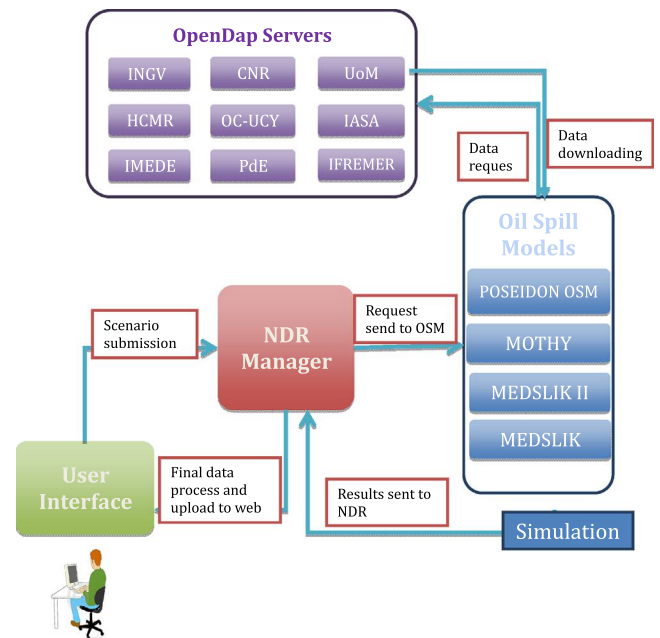 OpenDap Servers
INGV
CNR
UoM
HCMR
OC-UCY
IASA
IMEDE
PdE
IFREMER
Data
reques
Data
downloading
Oil Spill
Models
POSEIDON OSM
MOTHY
MEDSLIK II
MEDSLIK
Scenario
submission
NDR
Manager
Request
send to OSM
User
Interface
Final data
process and
upload to web
Results sent to
NDR
Simulation